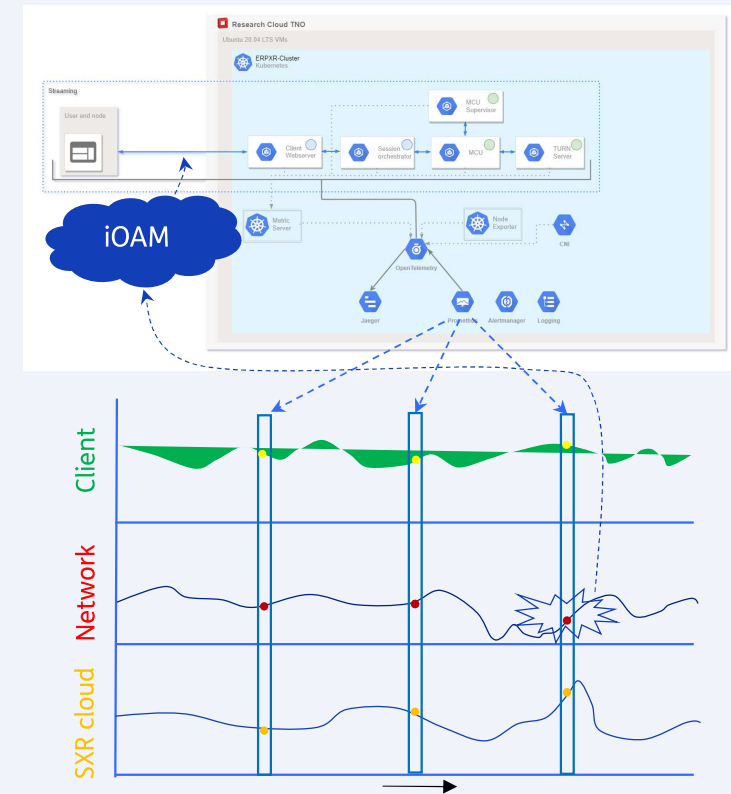 Research Cloud TNO
Ubuntu 20.04 LTS VMs
ERPXR-Cluster
Kubernetes
Streaming
User and node
MCU
Supervisor
Client
Webserver
Session
orchestrator
MCU
TURN
Server
iOAM
Metric
Server
Node
Exporter
CNI
OpenTelemetry
Jaeger
Prometheus
Alertmanager
Logging
Client
Network
SXR cloud